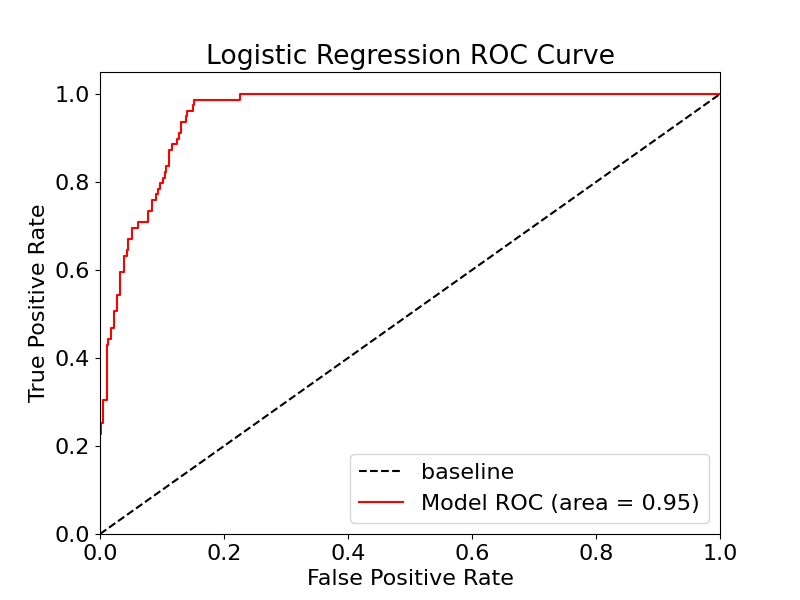 Logistic Regression ROC Curve
True Positive Rate
1.0
0.8
0.6
0.4
0.2
0.0
baseline
Model ROC (area = 0.95)
0.0 0.2 0.4 0.6 0.8 1.0
False Positive Rate